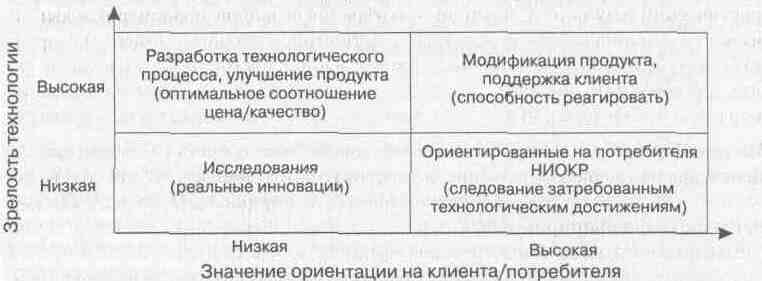 Зрелость технологии
Высокая
Разработка технологического
процесса, улучшение продукта
(оптимальное соотношение
цена/качество)
Модификация продукта,
поддержка клиента
(способность реагировать)
Низкая
Исследования
(реальные инновации)
Ориентированные на потребителя
НИОКР
(следование затребованным
технологическим достижениям)
Низкая
Высокая
Значение ориентации на клиента/потребителя